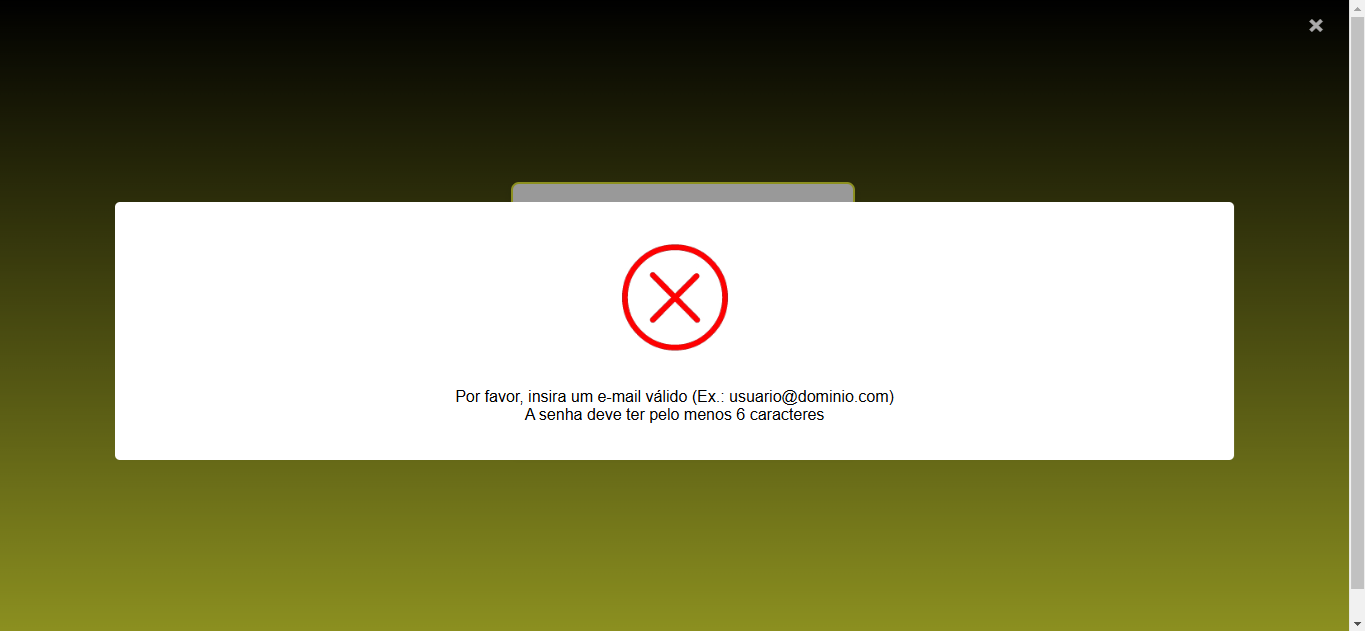 Por favor, insira um e-mail válido (Ex.: usuario@dominio.com)
A senha deve ter pelo menos 6 caracteres